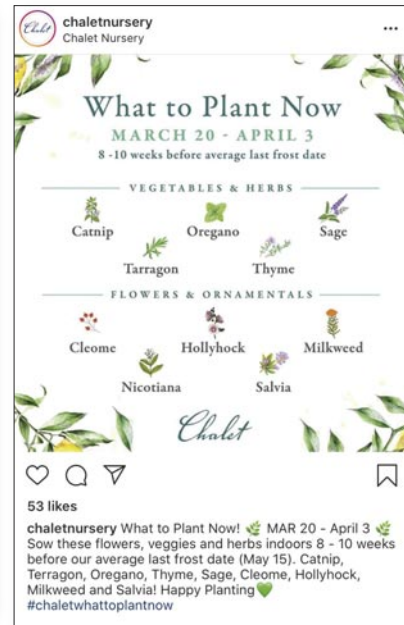 Chalet
chaletnursery
Chalet Nursery
What to Plant Now
MARCH 20 - APRIL 3
8 -10 weeks before average last frost date
VEGETABLES & HERBS
Catnip Oregano Sage
Tarragon Thyme
FLOWERS & ORNAMENTALS
Cleome Hollyhock Milkweed
Nicotiana Salvia
Chalet
53 likes
chaletnursery What to Plant Now! 🌿 MAR 20 - April 3 🌿
Sow these flowers, veggies and herbs indoors 8 - 10 weeks
before our average last frost date (May 15). Catnip,
Terragon, Oregano, Thyme, Sage, Cleome, Hollyhock,
Milkweed and Salvia! Happy Planting💚
#chaletwhattoplantnow